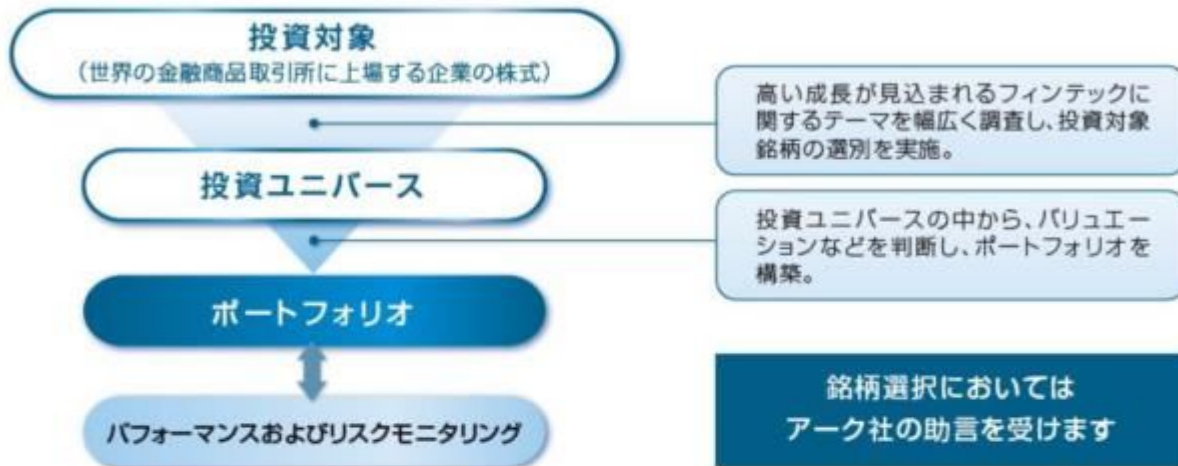 投資対象
(世界の金融商品取引所に上場する企業の株式)
高い成長が見込まれるフィンテックに
関するテーマを幅広く調査し、投資対象
銘柄の選別を実施。
投資ユニバース
投資ユニバースの中から、バリュエー
ションなどを判断し、ポートフォリオを
構築。
ポートフォリオ
パフォーマンスおよびリスクモニタリング
銘柄選択においては
アーク社の助言を受けます